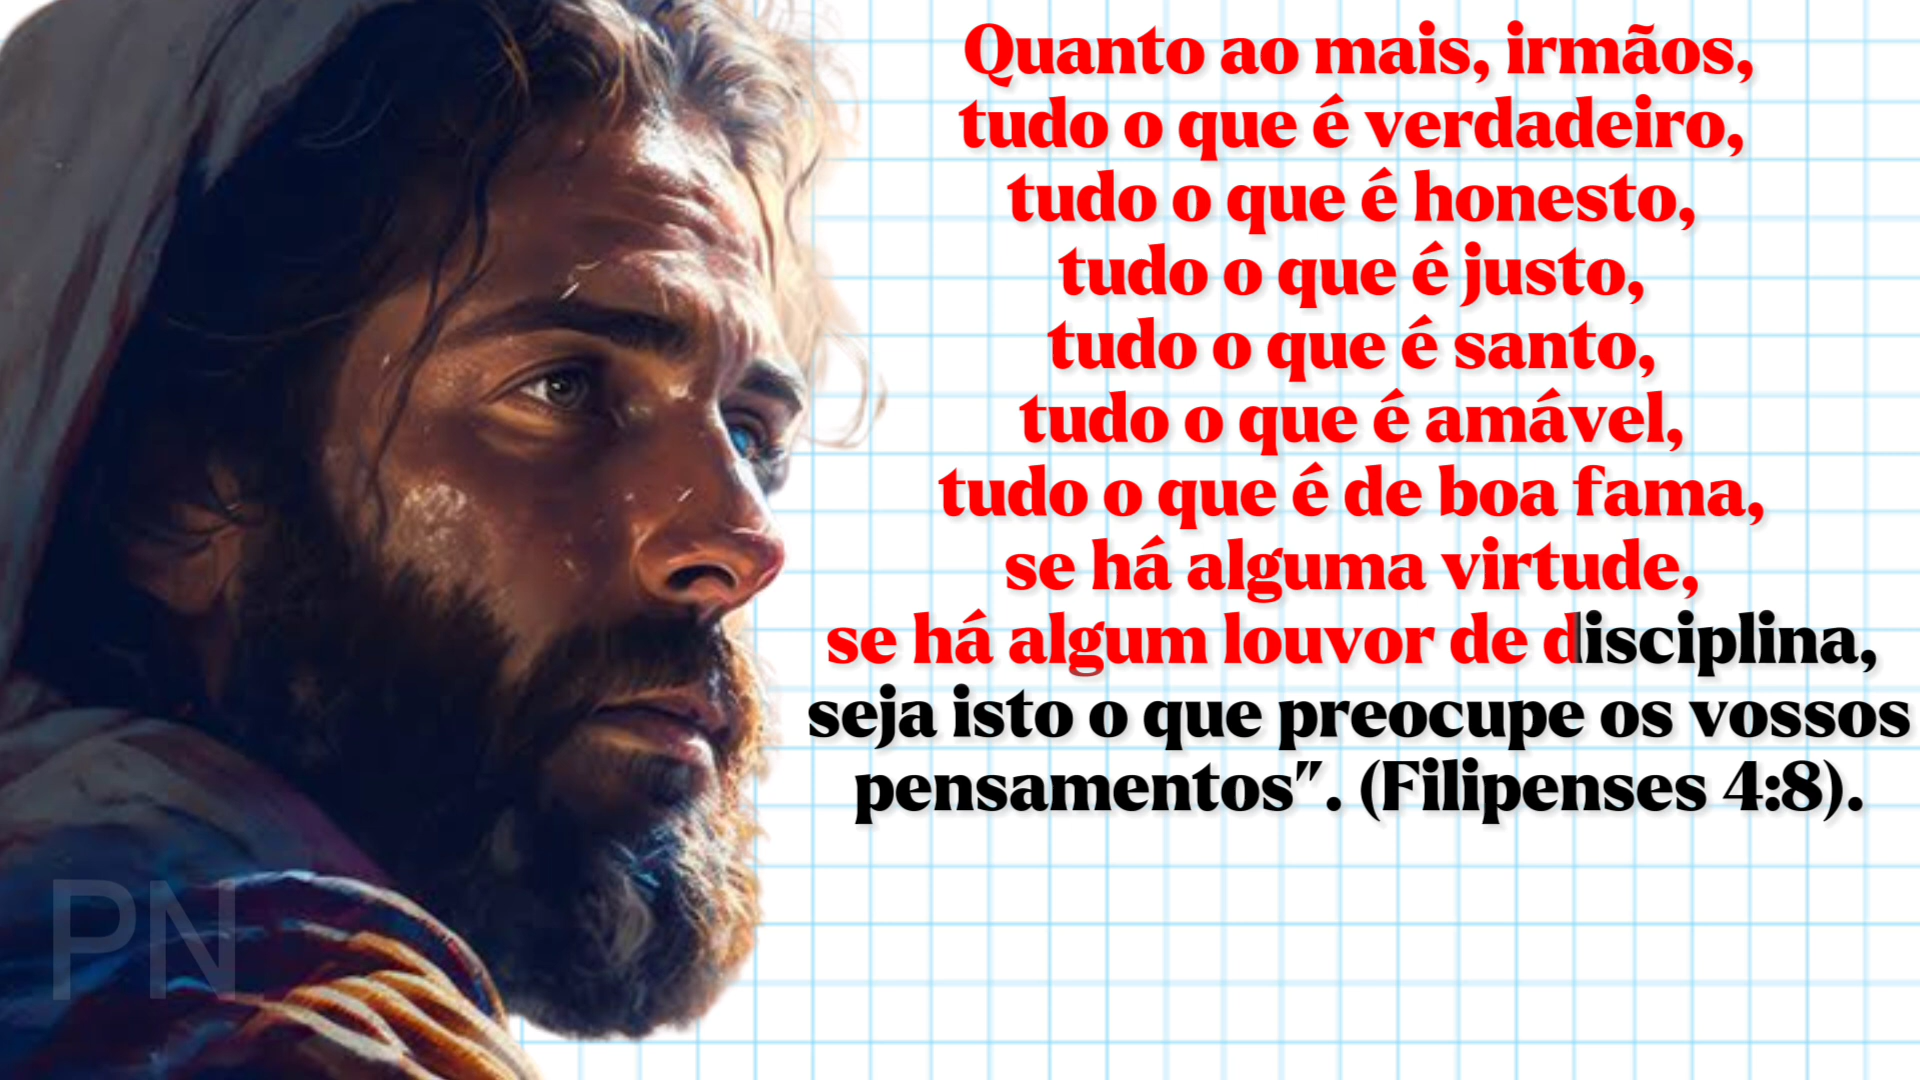 Quanto ao mais, irmãos,
tudo o que é verdadeiro,
tudo o que é honesto,
tudo o que é justo,
tudo o que é santo,
tudo o que é amável,
tudo o que é de boa fama,
se há alguma virtude,
se há algum louvor de disciplina,
seja isto o que preocupe os vossos
pensamentos”. (Filipenses 4:8).
PN